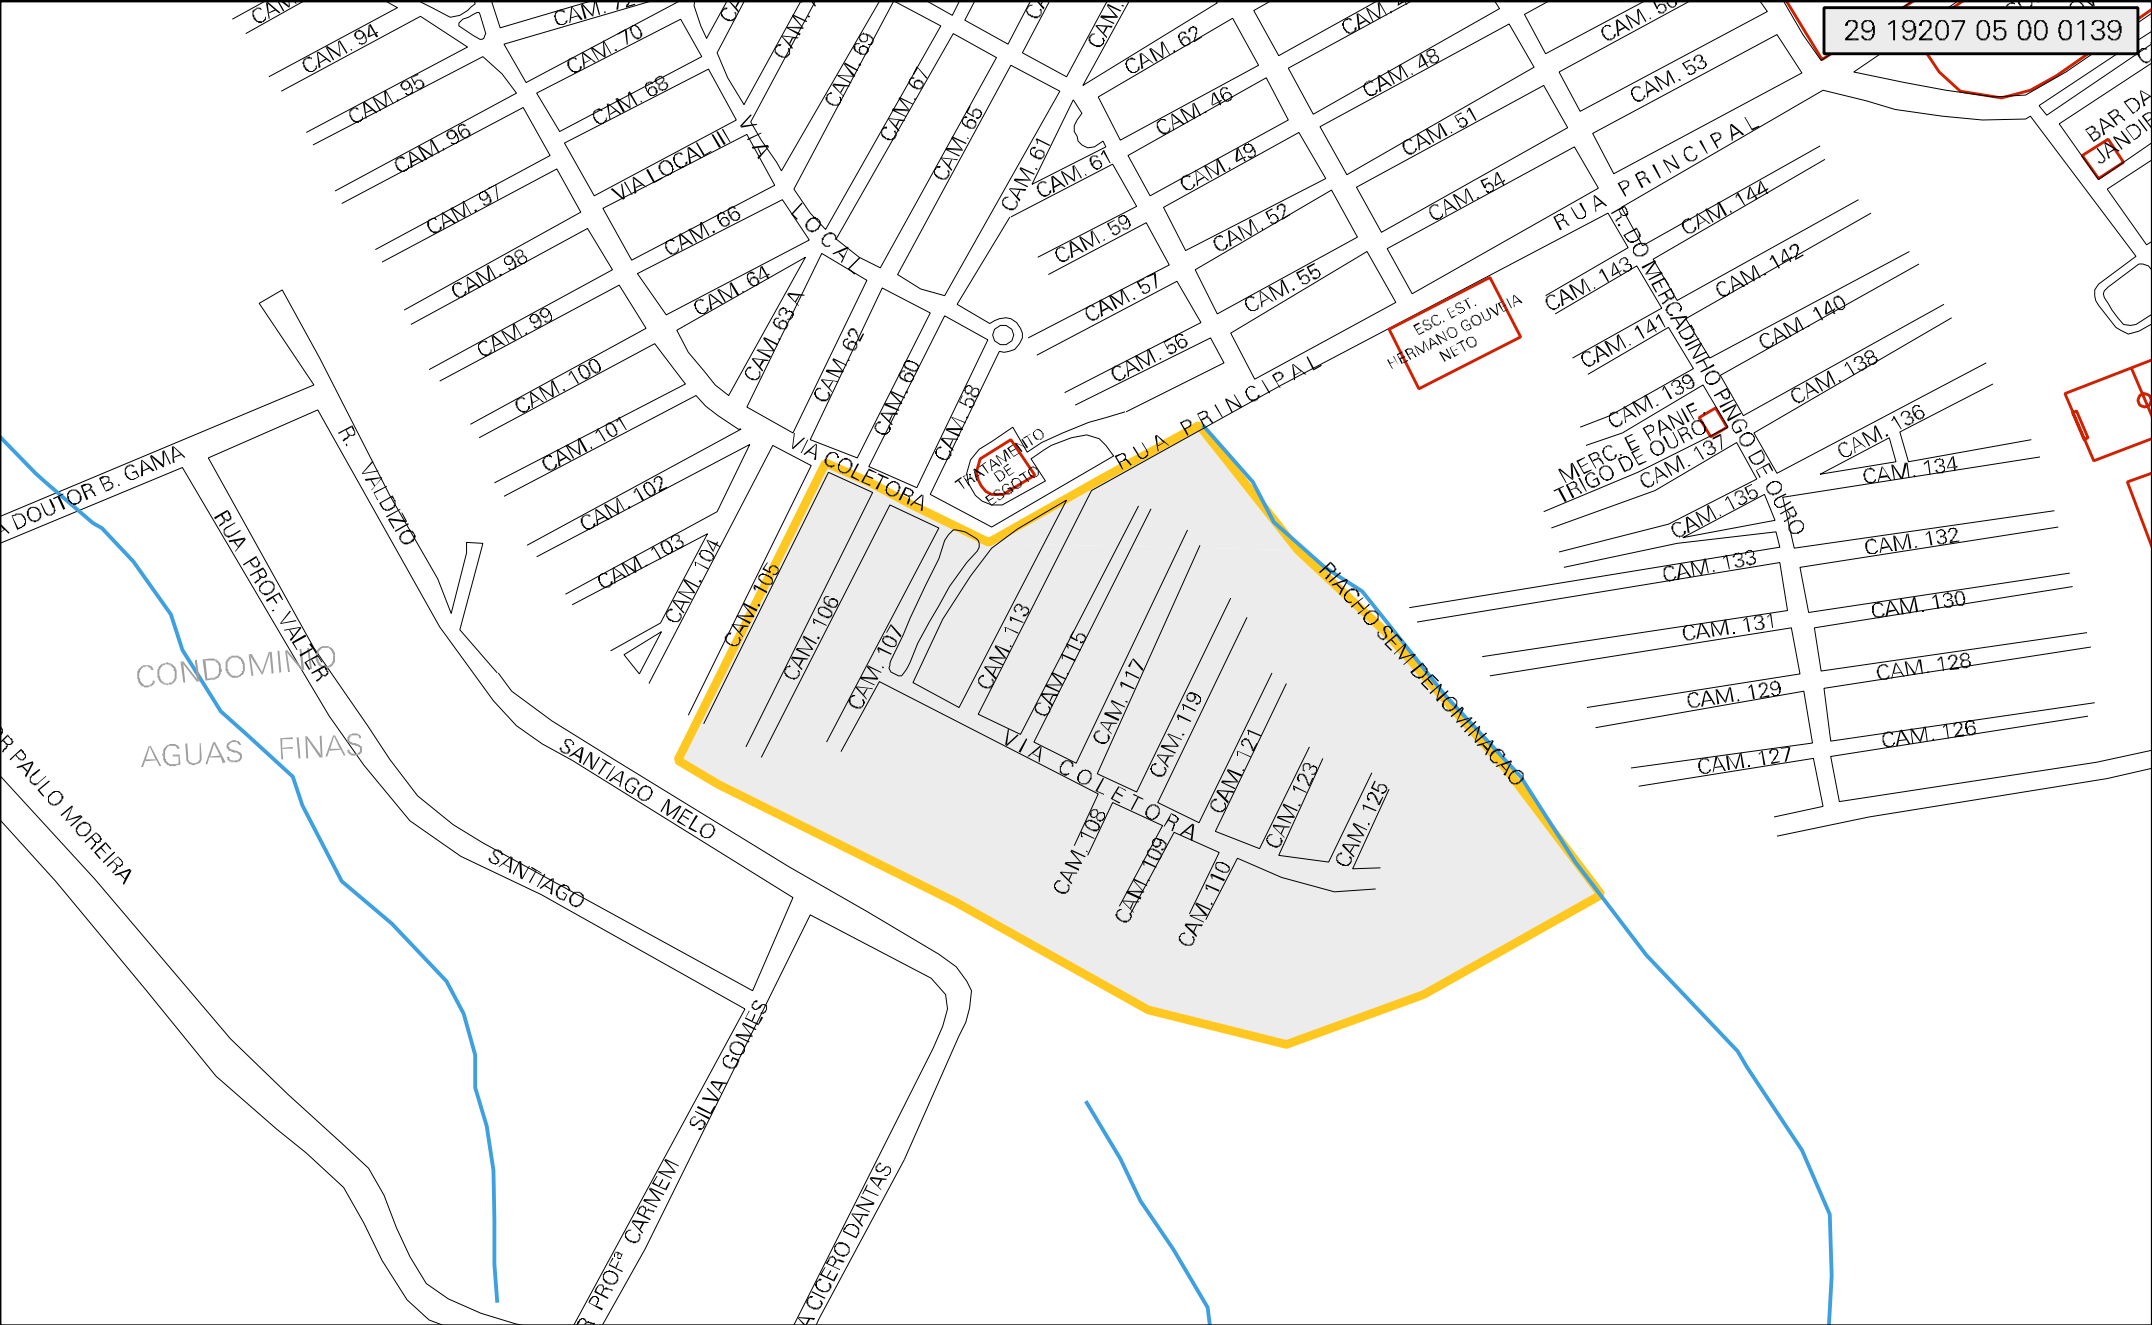 29 19207 05 00 0139
CAM. 94
CAM. 95
CAM. 96
CAM. 97
CAM. 98
CAM. 99
CAM. 100
CAM. 101
CAM. 102
CAM. 103
CAM. 104
CAM. 70
CAM. 68
VIA LOCAL III
CAM. 66
CAM. 64
CAM. 63 A
CAM. 62
CAM. 60
CAM. 58
VIA LOCAL
CAM. 69
CAM. 67
CAM. 65
CAM. 61
CAM. 61
CAM. 62
CAM. 46
CAM. 49
CAM. 52
CAM. 55
CAM. 59
CAM. 57
CAM. 56
CAM. 48
CAM. 51
CAM. 54
CAM. 53
RUA PRINCIPAL
RUA PRINCIPAL
BAR DA
JANDIR
ESC. EST.
HERMANO GOUVEIA
NETO
TRATAMENTO
DE
ESGOTO
R. DO MERCADINHO PINGO DE OURO
CAM. 144
CAM. 143
CAM. 142
CAM. 141
CAM. 140
CAM. 139
CAM. 138
MERC. E PANIF.
TRIGO DE OURO
CAM. 137
CAM. 136
CAM. 135
CAM. 134
CAM. 133
CAM. 132
CAM. 131
CAM. 130
CAM. 129
CAM. 128
CAM. 127
CAM. 126
VIA COLETORA
CAM. 105
CAM. 106
CAM. 107
CAM. 113
CAM. 115
CAM. 117
CAM. 119
CAM. 121
CAM. 123
CAM. 125
VIA COLETORA
CAM. 108
CAM. 109
CAM. 110
RIACHO SEM DENOMINACAO
A DOUTOR B. GAMA
R. VALDIZIO
RUA PROF. VALTER
CONDOMINIO
AGUAS FINAS
OR PAULO MOREIRA
SANTIAGO MELO
SANTIAGO
R PROFª CARMEM SILVA GOMES
A CICERO DANTAS